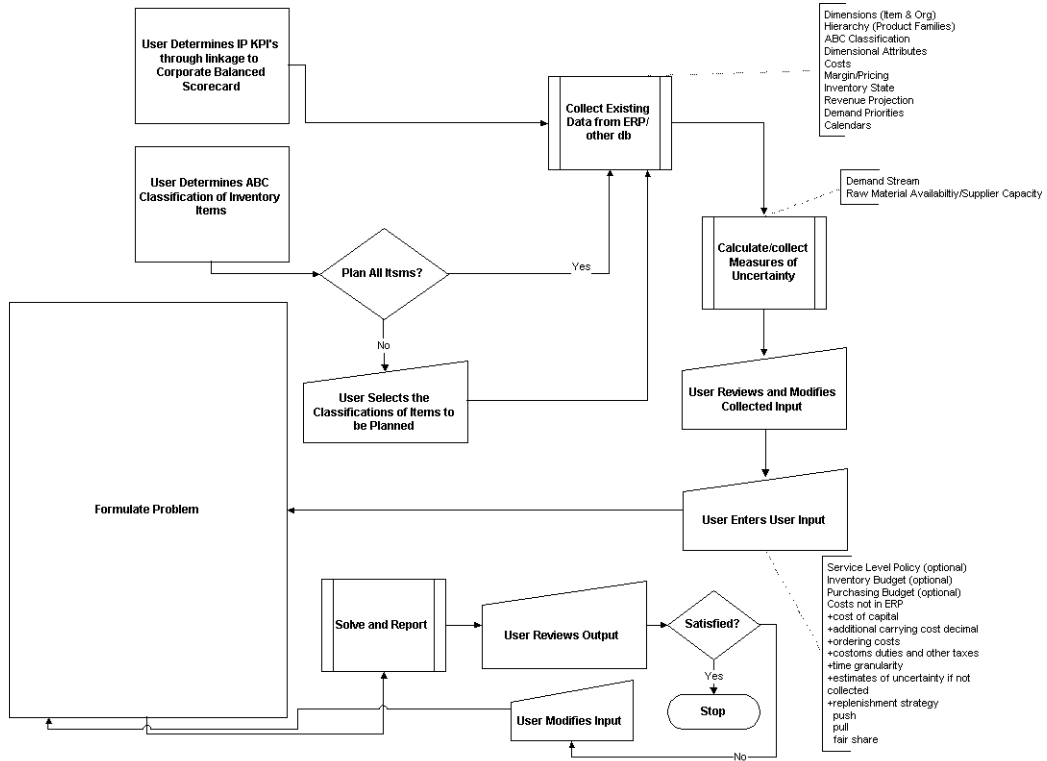 User Determines IP KPI's
through linkage to
Corporate Balanced
Scorecard
Collect Existing
Data from ERP/
other db
Dimensions (Item & Org)
Hierarchy (Product Families)
ABC Classification
Dimensional Attributes
Costs
Margin/Pricing
Inventory State
Revenue Projection
Demand Priorities
Calendars
User Determines ABC
Classification of Inventory
Items
Demand Stream
Raw Material Availabiltiy/Supplier Capacity
Plan All Itsms?
Yes
No
Calculate/collect
Measures of
Uncertainty
User Selects the
Classifications of Items to
be Planned
User Reviews and Modifies
Collected Input
Formulate Problem
User Enters User Input
Service Level Policy (optional)
Inventory Budget (optional)
Purchasing Budget (optional)
Costs not in ERP
+cost of capital
+additional carrying cost decimal
+ordering costs
+costoms duties and other taxes
+time granularity
+estimates of uncertainty if not
collected
+replenishment strategy
push
pull
fair share
Solve and Report
User Reviews Output
Satisfied?
Yes
Stop
User Modifies Input
No